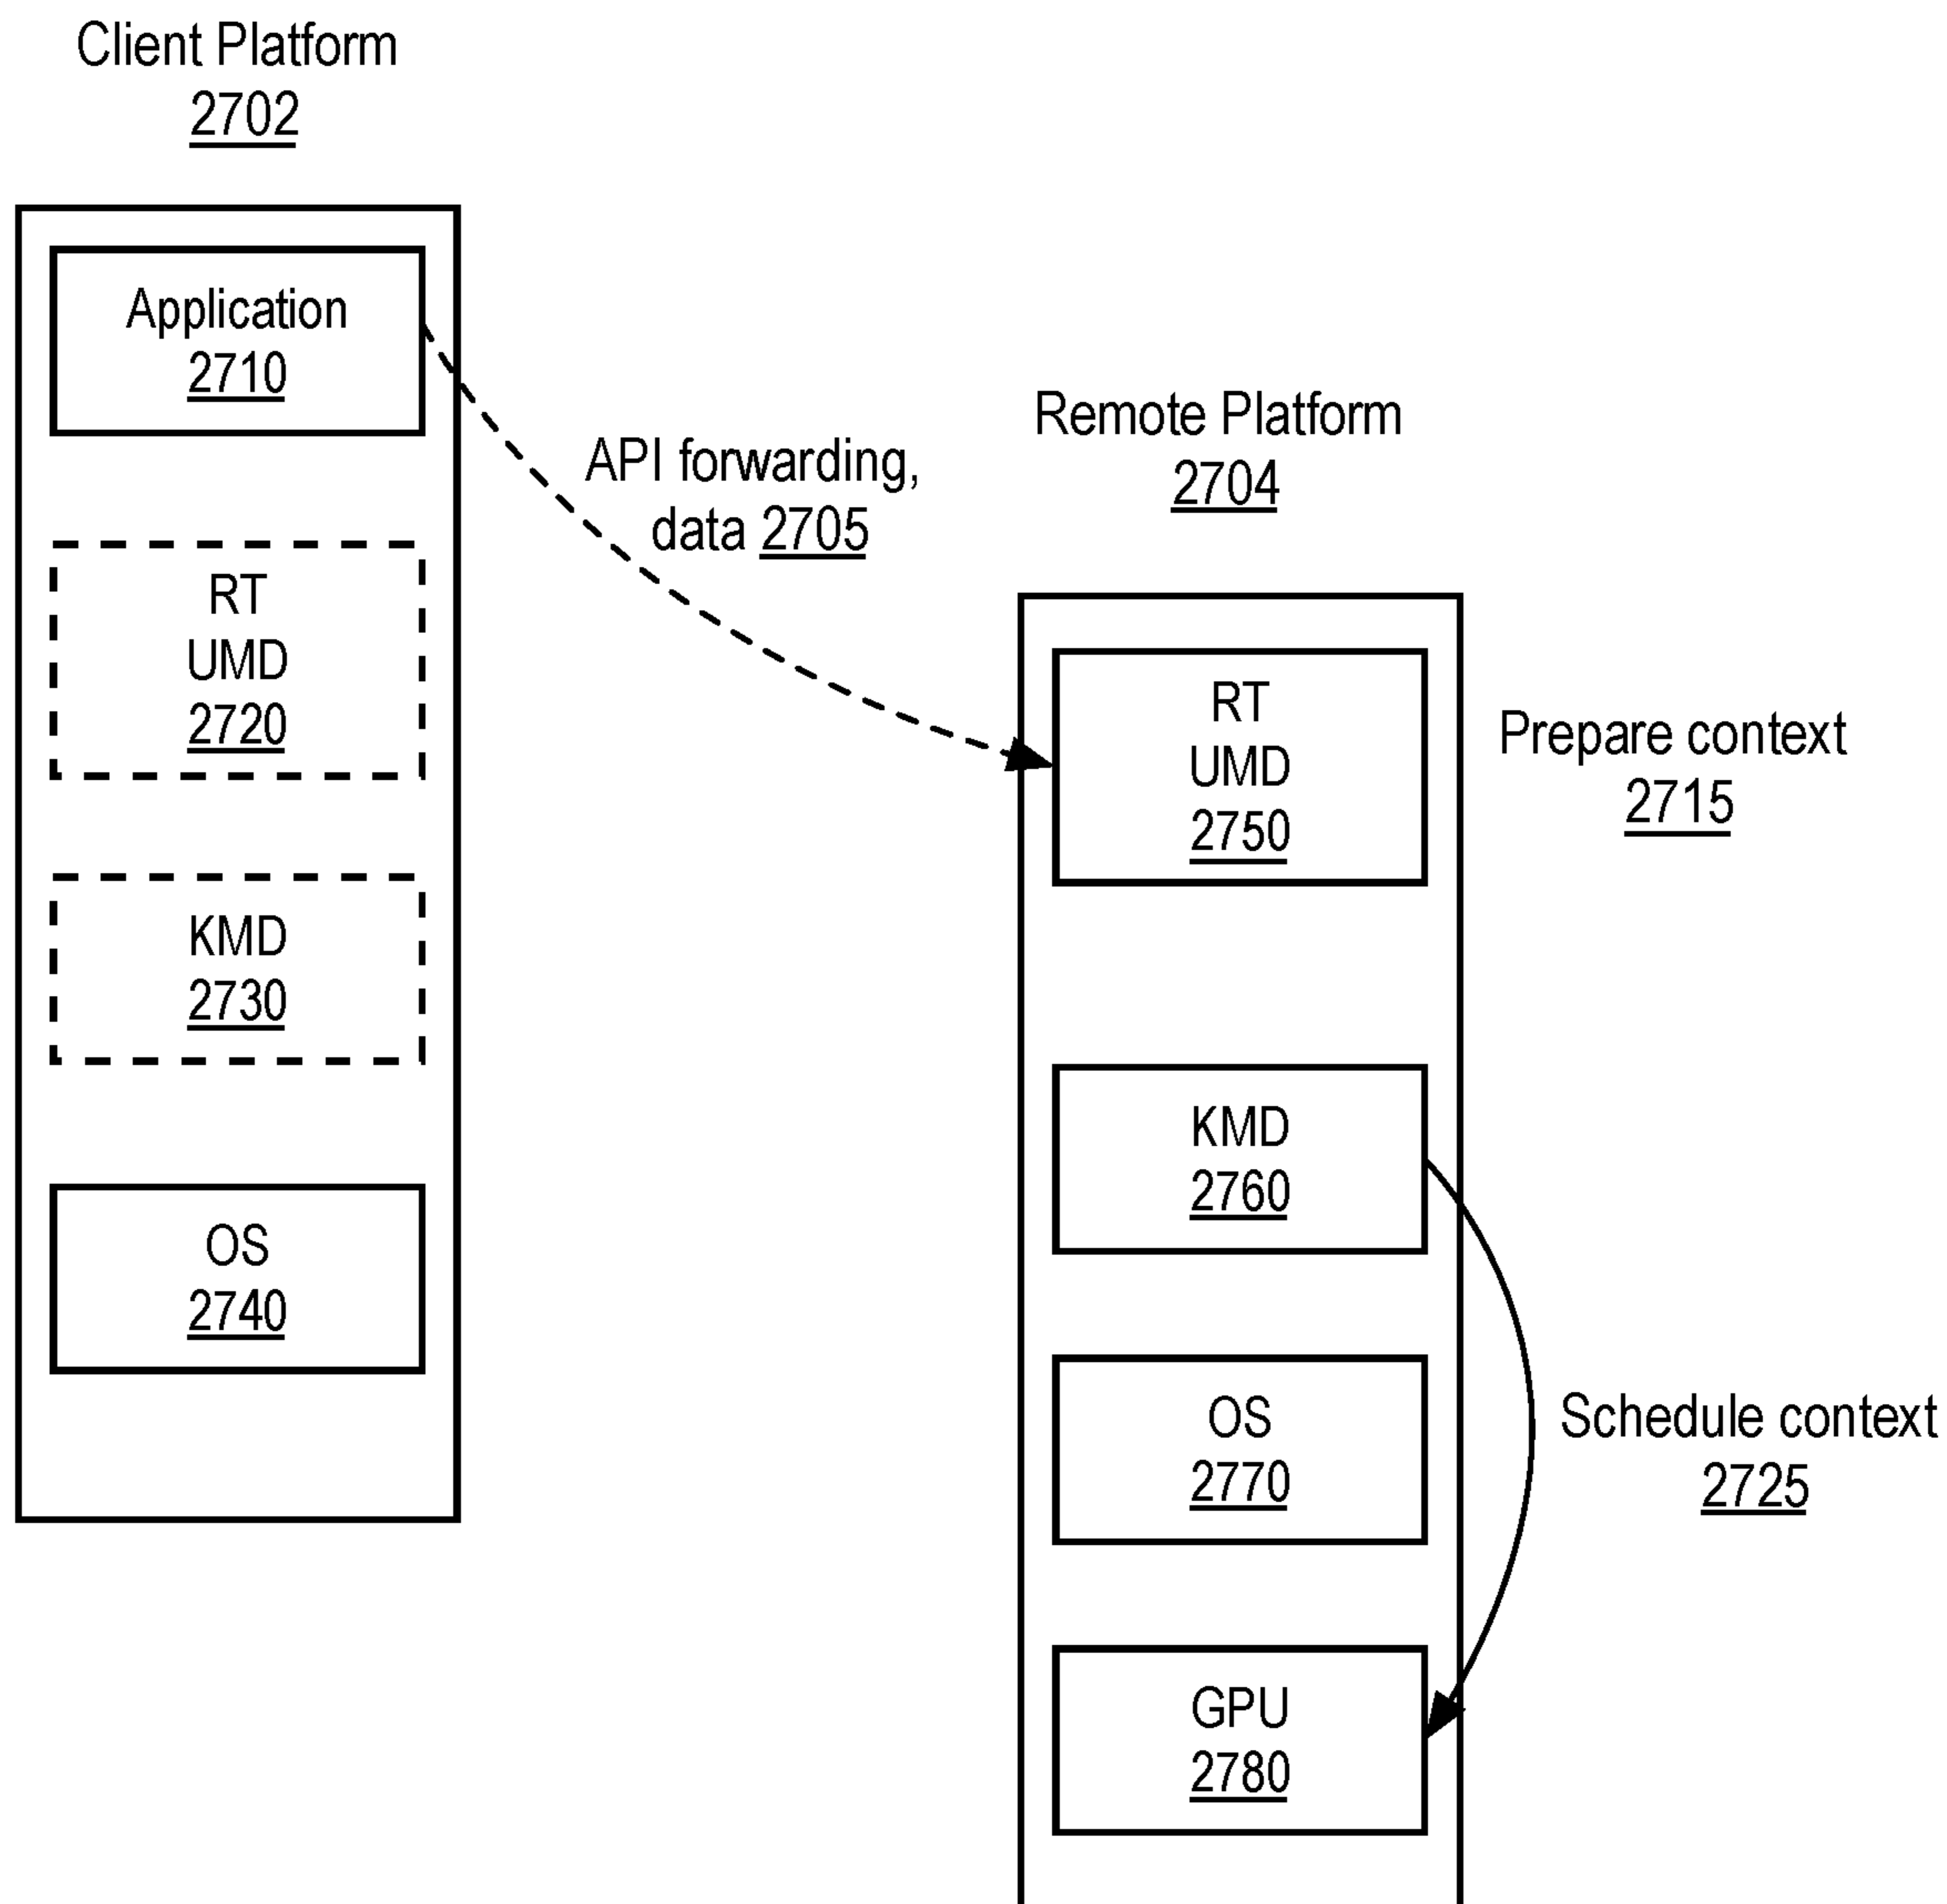 Client Platform
2702
Application
2710
RT
UMD
2720
KMD
2730
OS
2740
API forwarding,
data 2705
Remote Platform
2704
RT
UMD
2750
Prepare context
2715
KMD
2760
OS
2770
Schedule context
2725
GPU
2780